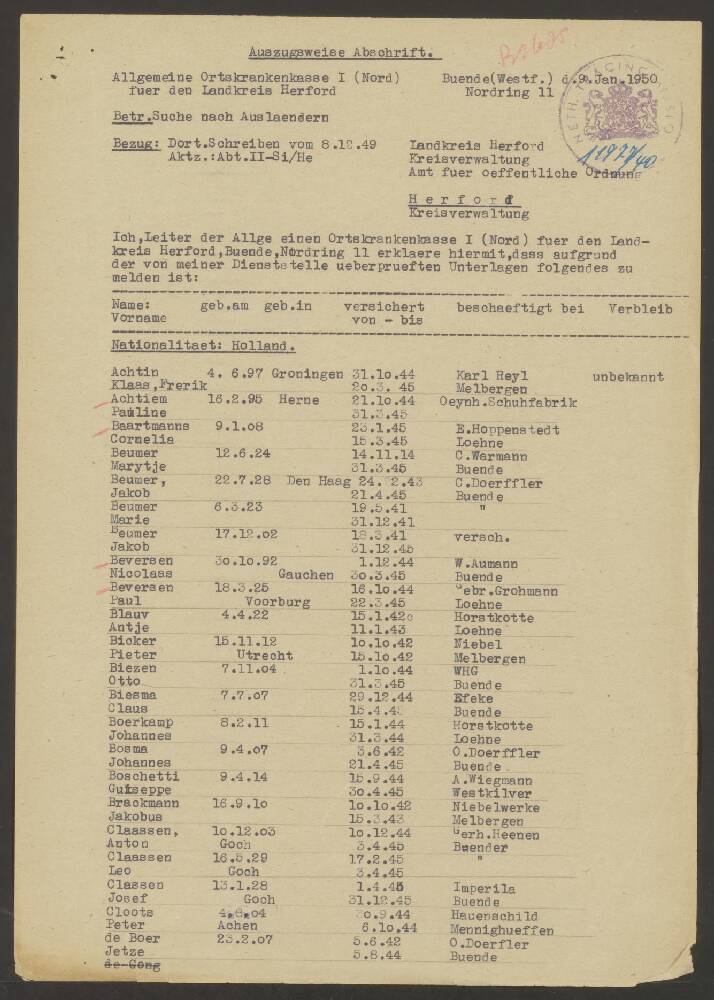 Auszugsweise Abschrift.
Allgemeine Ortskrankenkasse I (Nord) Buende(Westf.) d.9.Jan.1950
fuer den Landkreis Herford Nordring 11
Betr.Suche nach Auslaendern
Bezug: Dort.Schreiben vom 8.12.49 Landkreis Herford
Aktz.:Abt.II-Si/He Kreisverwaltung
Amt fuer oeffentliche Ordnung
Herford
Kreisverwaltung
Ich,Leiter der Allge einen Ortskrankenkasse I (Nord) fuer den Land-
kreis Herford,Buende,Nordring 11 erklaere hiermit,dass aufgrund
der von meiner Dienststelle ueberprueften Unterlagen folgendes zu
melden ist:
Name: geb.am geb.in versichert beschaeftigt bei Verbleib
Vorname von - bis
Nationalitaet: Holland.
Achtin 4. 6.97 Groningen 31.10.44 Karl Reyl unbekannt
Klaas,Frerik 20.3. 45 Melbergen
Achtiem 16.2.95 Herne 21.10.44 Oeynh.Schuhfabrik
Pauline 31.3.45
Baartmanns 9.1.08 23.1.45 E.Hoppenstedt
Cornelia 15.3.45 Loehne
Beumer 12.6.24 14.11.14 C.Warmann
Marytje 31.3.45 Buende
Beumer, 22.7.28 Den Haag 24. 2.43 C.Doerffler
Jakob 21.4.45 Buende
Beumer 6.3.23 19.5.41 "
Marie 31.12.41
Beumer 17.12.02 18.3.41 versch.
Jakob 31.12.45
Beversen 30.10.92 1.12.44 W.Aumann
Nicolaas Gauchen 30.3.45 Buende
Beversen 18.3.25 16.10.44 Gebr.Grohmann
Paul Voorburg 22.3.45 Loehne
Blauv 4.4.22 15.1.42 Horstkotte
Antje 11.1.43 Loehne
Bicker 15.11.12 10.10.42 Niebel
Pieter Utrecht 15.10.42 Melbergen
Biezen 7.11.04 1.10.44 WHG
Otto 31.3.45 Buende
Biesma 7.7.07 29.12.44 Efeke
Claus 15.4.4 Buende
Boerkamp 8.2.11 15.1.44 Horstkotte
Johannes 31.3.44 Loehne
Bosma 9.4.07 3.6.42 O.Doerffler
Johannes 21.4.45 Buende
Boschetti 9.4.14 15.9.44 A.Wiegmann
Guiseppe 30.4.45 Westkilver
Brackmann 16.9.10 10.10.42 Niebelwerke
Jakobus 15.3.43 Melbergen
Claassen, 10.12.03 10.12.44 Gerh.Heenen
Anton Goch 3.4.45 Buender
Claassen 16.5.29 17.2.45 "
Leo Goch 3.4.45
Classen 13.1.28 1.4.45 Imperila
Josef Goch 31.12.45 Buende
Cloots 4.8.04 0.9.44 Hauenschild
Peter Achen 6.10.44 Mennighueffen
de Boer 23.2.07 5.6.42 O.Doerfler
Jetze 5.8.44 Buende
de Gong